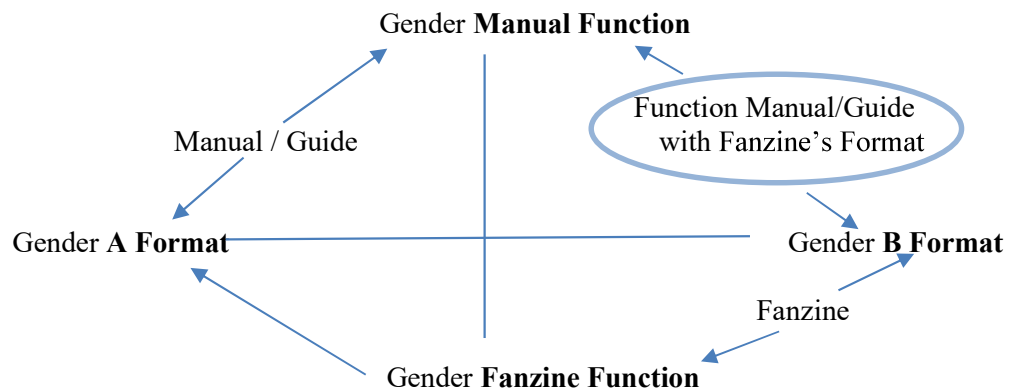 Gender Manual Function
Function Manual/Guide
with Fanzine’s Format
Manual / Guide
Gender A Format
Gender B Format
Fanzine
Gender Fanzine Function